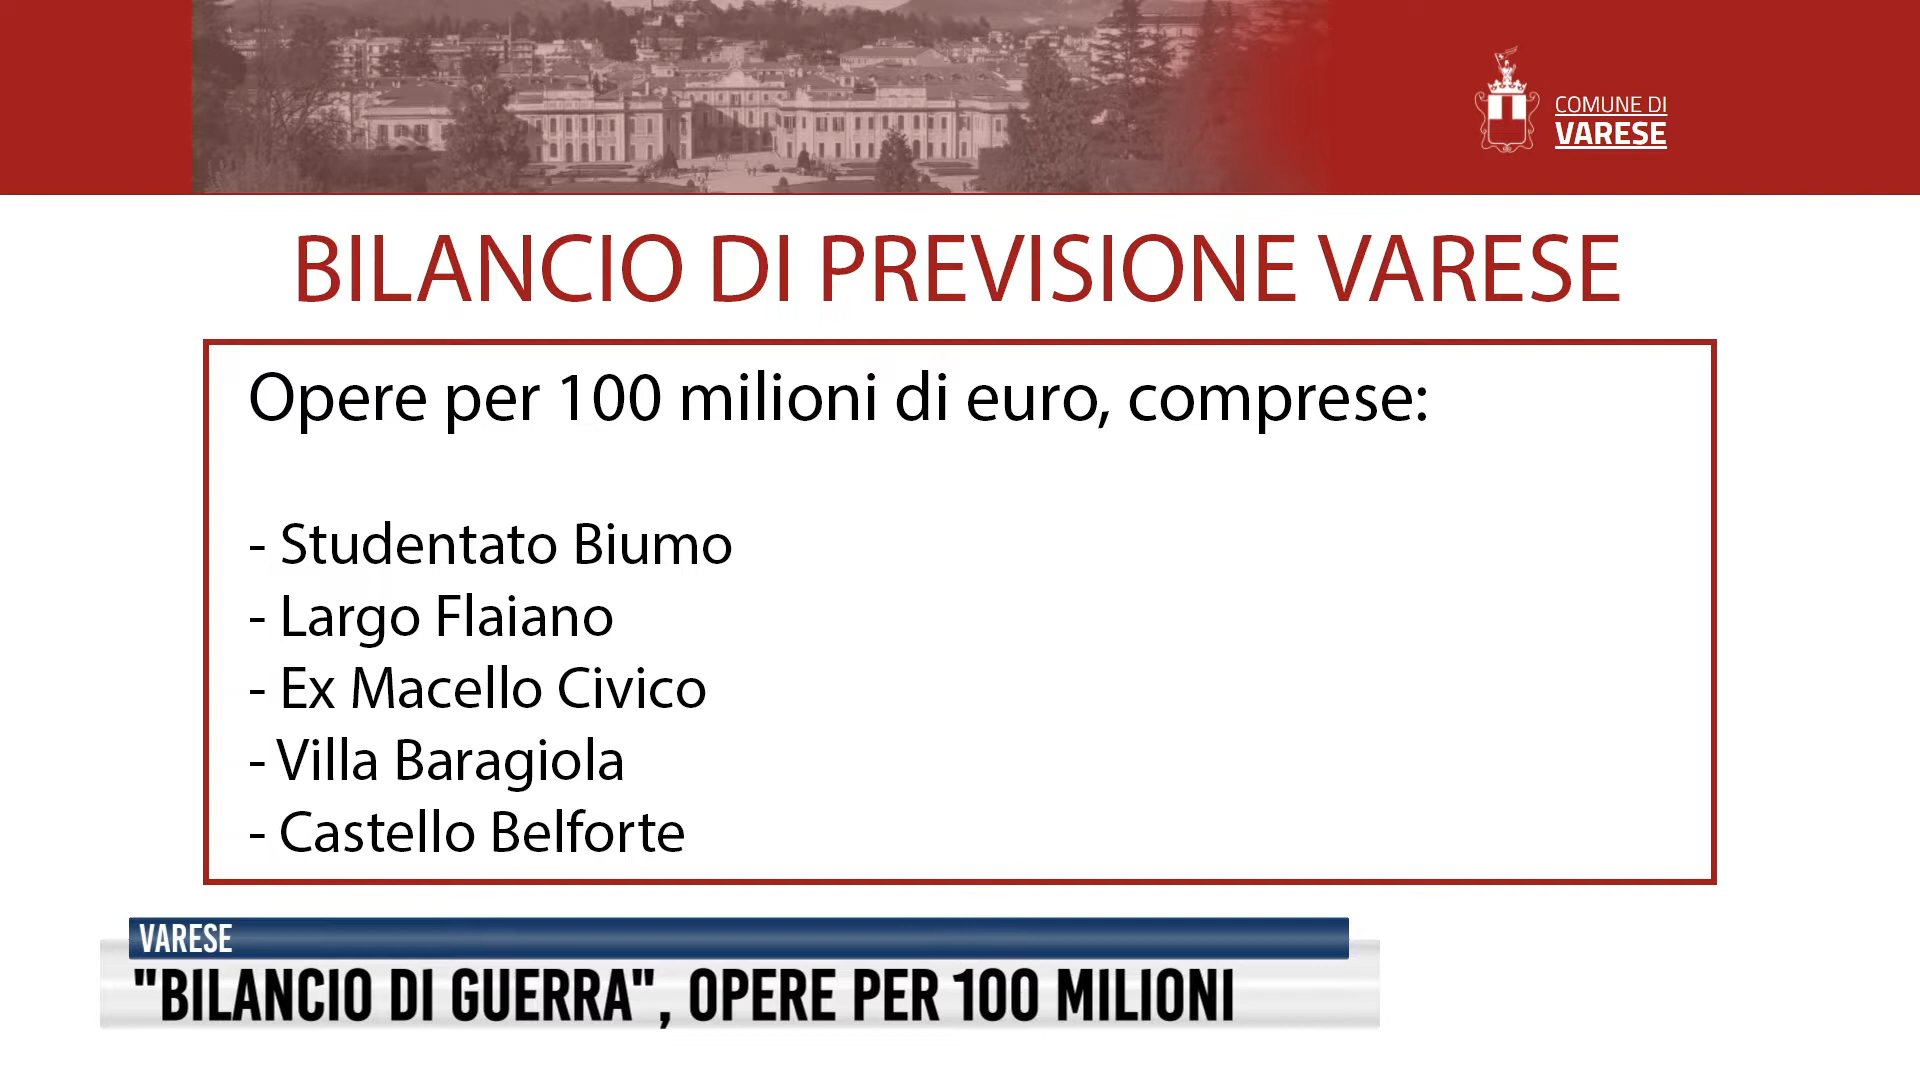 COMUNE DI
VARESE
BILANCIO DI PREVISIONE VARESE
Opere per 100 milioni di euro, comprese:
- Studentato Biumo
- Largo Flaiano
- Ex Macello Civico
- Villa Baragiola
- Castello Belforte
VARESE
"BILANCIO DI GUERRA", OPERE PER 100 MILIONI